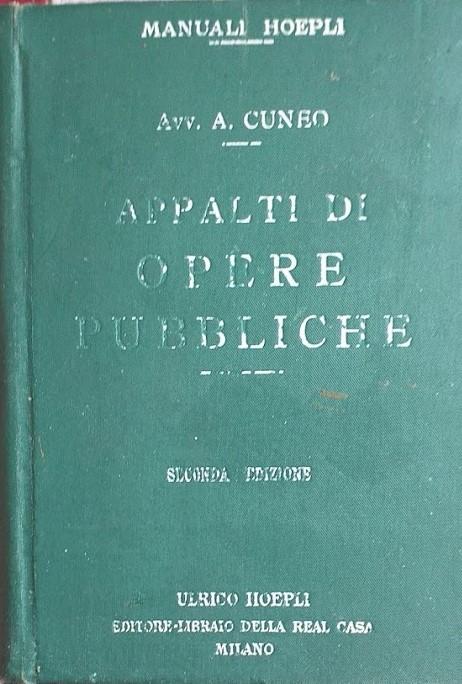 MANUALI HOEPLI
Avv. A. CUNEO
APPALTI DI
OPERE
PUBBLICHE
SECONDA EDIZIONE
ULRICO HOEPLI
EDITORE-LIBRAIO DELLA REAL CASA
MILANO